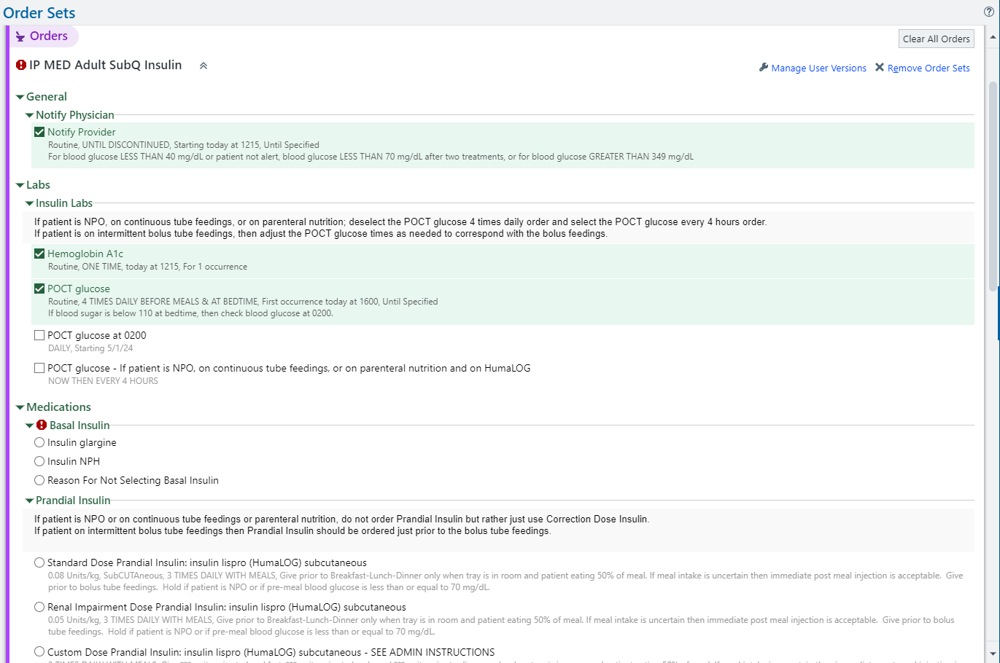 Order Sets
Orders
Clear All Orders
IP MED Adult SubQ Insulin
Manage User Versions
Remove Order Sets
General
Notify Physician
Notify Provider
Routine, UNTIL DISCONTINUED, Starting today at 1215, Until Specified
For blood glucose LESS THAN 40 mg/dL or patient not alert, blood glucose LESS THAN 70 mg/dL after two treatments, or for blood glucose GREATER THAN 349 mg/dL
Labs
Insulin Labs
If patient is NPO, on continuous tube feedings, or on parenteral nutrition; deselect the POCT glucose 4 times daily order and select the POCT glucose every 4 hours order.
If patient is on intermittent bolus tube feedings, then adjust the POCT glucose times as needed to correspond with the bolus feedings.
Hemoglobin A1c
Routine, ONE TIME, today at 1215, For 1 occurrence
POCT glucose
Routine, 4 TIMES DAILY BEFORE MEALS & AT BEDTIME, First occurrence today at 1600, Until Specified
If blood sugar is below 110 at bedtime, then check blood glucose at 0200.
POCT glucose at 0200
DAILY, Starting 5/1/24
POCT glucose - If patient is NPO, on continuous tube feedings, or on parenteral nutrition and on HumaLOG
NOW THEN EVERY 4 HOURS
Medications
Basal Insulin
Insulin glargine
Insulin NPH
Reason For Not Selecting Basal Insulin
Prandial Insulin
If patient is NPO or on continuous tube feedings or parenteral nutrition, do not order Prandial Insulin but rather just use Correction Dose Insulin.
If patient on intermittent bolus tube feedings then Prandial Insulin should be ordered just prior to the bolus tube feedings.
Standard Dose Prandial Insulin: insulin lispro (HumaLOG) subcutaneous
0.08 Units/kg, SubCUTAneous, 3 TIMES DAILY WITH MEALS, Give prior to Breakfast-Lunch-Dinner only when tray is in room and patient eating 50% of meal. If meal intake is uncertain then immediate post meal injection is acceptable. Give
prior to bolus tube feedings. Hold if patient is NPO or if pre-meal blood glucose is less than or equal to 70 mg/dL.
Renal Impairment Dose Prandial Insulin: insulin lispro (HumaLOG) subcutaneous
0.05 Units/kg, 3 TIMES DAILY WITH MEALS, Give prior to Breakfast-Lunch-Dinner only when tray is in room and patient eating 50% of meal. If meal intake is uncertain then immediate post meal injection is acceptable. Give prior to bolus
tube feedings. Hold if patient is NPO or if pre-meal blood glucose is less than or equal to 70 mg/dL.
Custom Dose Prandial Insulin: insulin lispro (HumaLOG) subcutaneous - SEE ADMIN INSTRUCTIONS